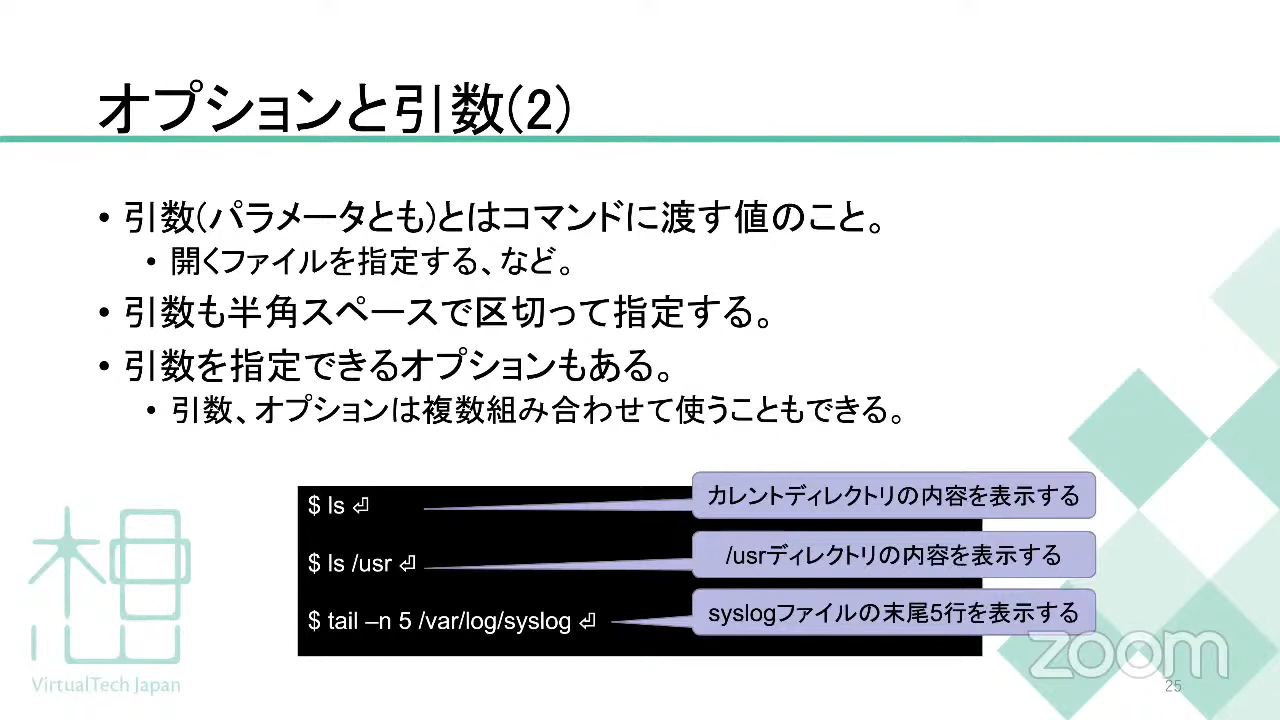 オプションと引数(2)
• 引数(パラメータとも)とはコマンドに渡す値のこと。
• 開くファイルを指定する、など。
• 引数も半角スペースで区切って指定する。
• 引数を指定できるオプションもある。
• 引数、オプションは複数組み合わせて使うこともできる。
$ ls ⏎
カレントディレクトリの内容を表示する
$ ls /usr ⏎
/usrディレクトリの内容を表示する
$ tail –n 5 /var/log/syslog ⏎
syslogファイルの末尾5行を表示する
VirtualTech Japan
zoom
25